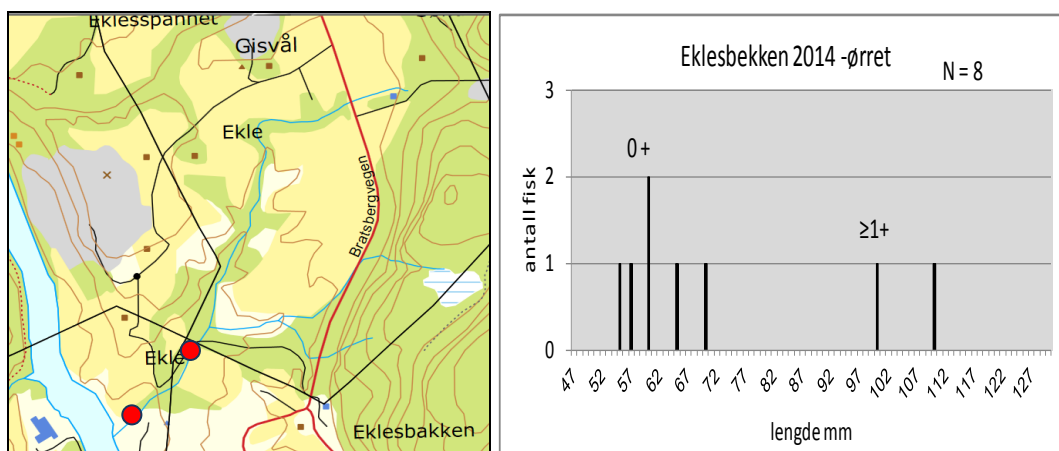 Eklesspannet
Gisvål
Ekle
Bratsbergvegen
Ekle
Eklesbakken
Eklesbekken 2014 -ørret
N = 8
antall fisk
3
2
1
0
0 +
≥1+
47 52 57 62 67 72 77 82 87 92 97 102 107 112 117 122 127
lengde mm